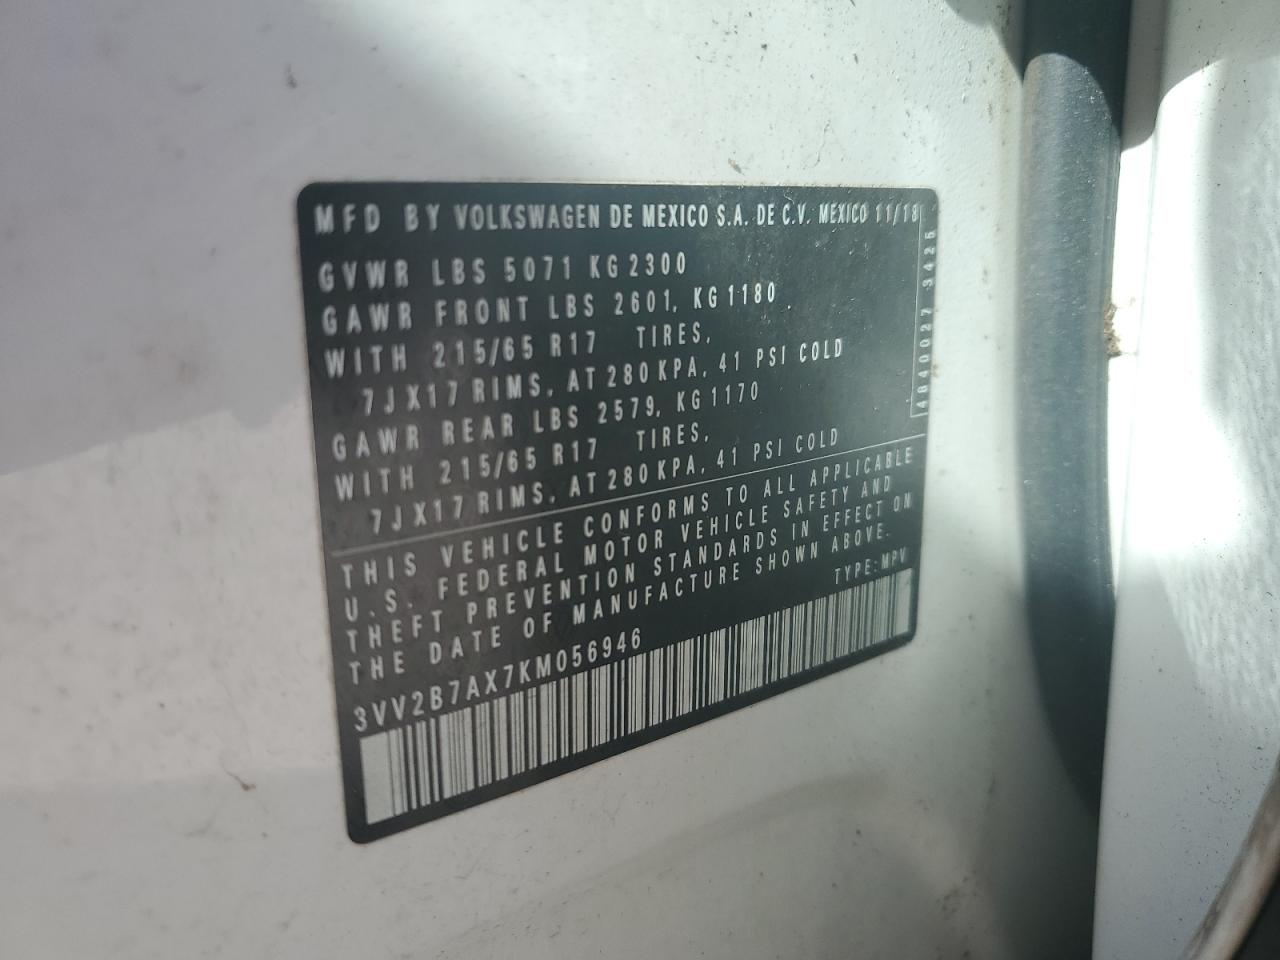 MFD BY VOLKSWAGEN DE MEXICO S.A. DE C.V. MEXICO 11/18
GVWR LBS 5071 KG 2300
GAWR FRONT LBS 2601, KG 1180
WITH 215/65 R17 TIRES,
7JX17 RIMS, AT 280 KPA, 41 PSI COLD
GAWR REAR LBS 2579, KG 1170
WITH 215/65 R17 TIRES,
7JX17 RIMS, AT 280 KPA, 41 PSI COLD
4840027 3425
THIS VEHICLE CONFORMS TO ALL APPLICABLE
U.S. FEDERAL MOTOR VEHICLE SAFETY AND
THEFT PREVENTION STANDARDS IN EFFECT ON
THE DATE OF MANUFACTURE SHOWN ABOVE.
TYPE: MPV
3VV2B7AX7KM056946